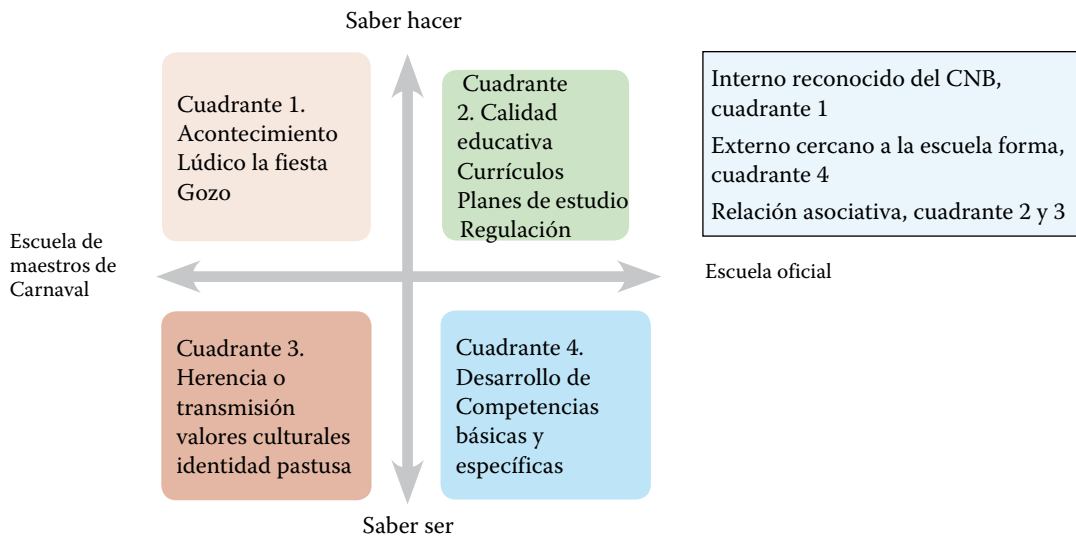 Saber hacer
Cuadrante 1.
Acontecimiento
Lúdico la fiesta
Gozo
Cuadrante
2. Calidad
educativa
Currículos
Planes de estudio
Regulación
Interno reconocido del CNB,
cuadrante 1
Externo cercano a la escuela forma,
cuadrante 4
Relación asociativa, cuadrante 2 y 3
Escuela de
maestros de
Carnaval
Escuela oficial
Cuadrante 3.
Herencia o
transmisión
valores culturales
identidad pastusa
Cuadrante 4.
Desarrollo de
Competencias
básicas y
específicas
Saber ser